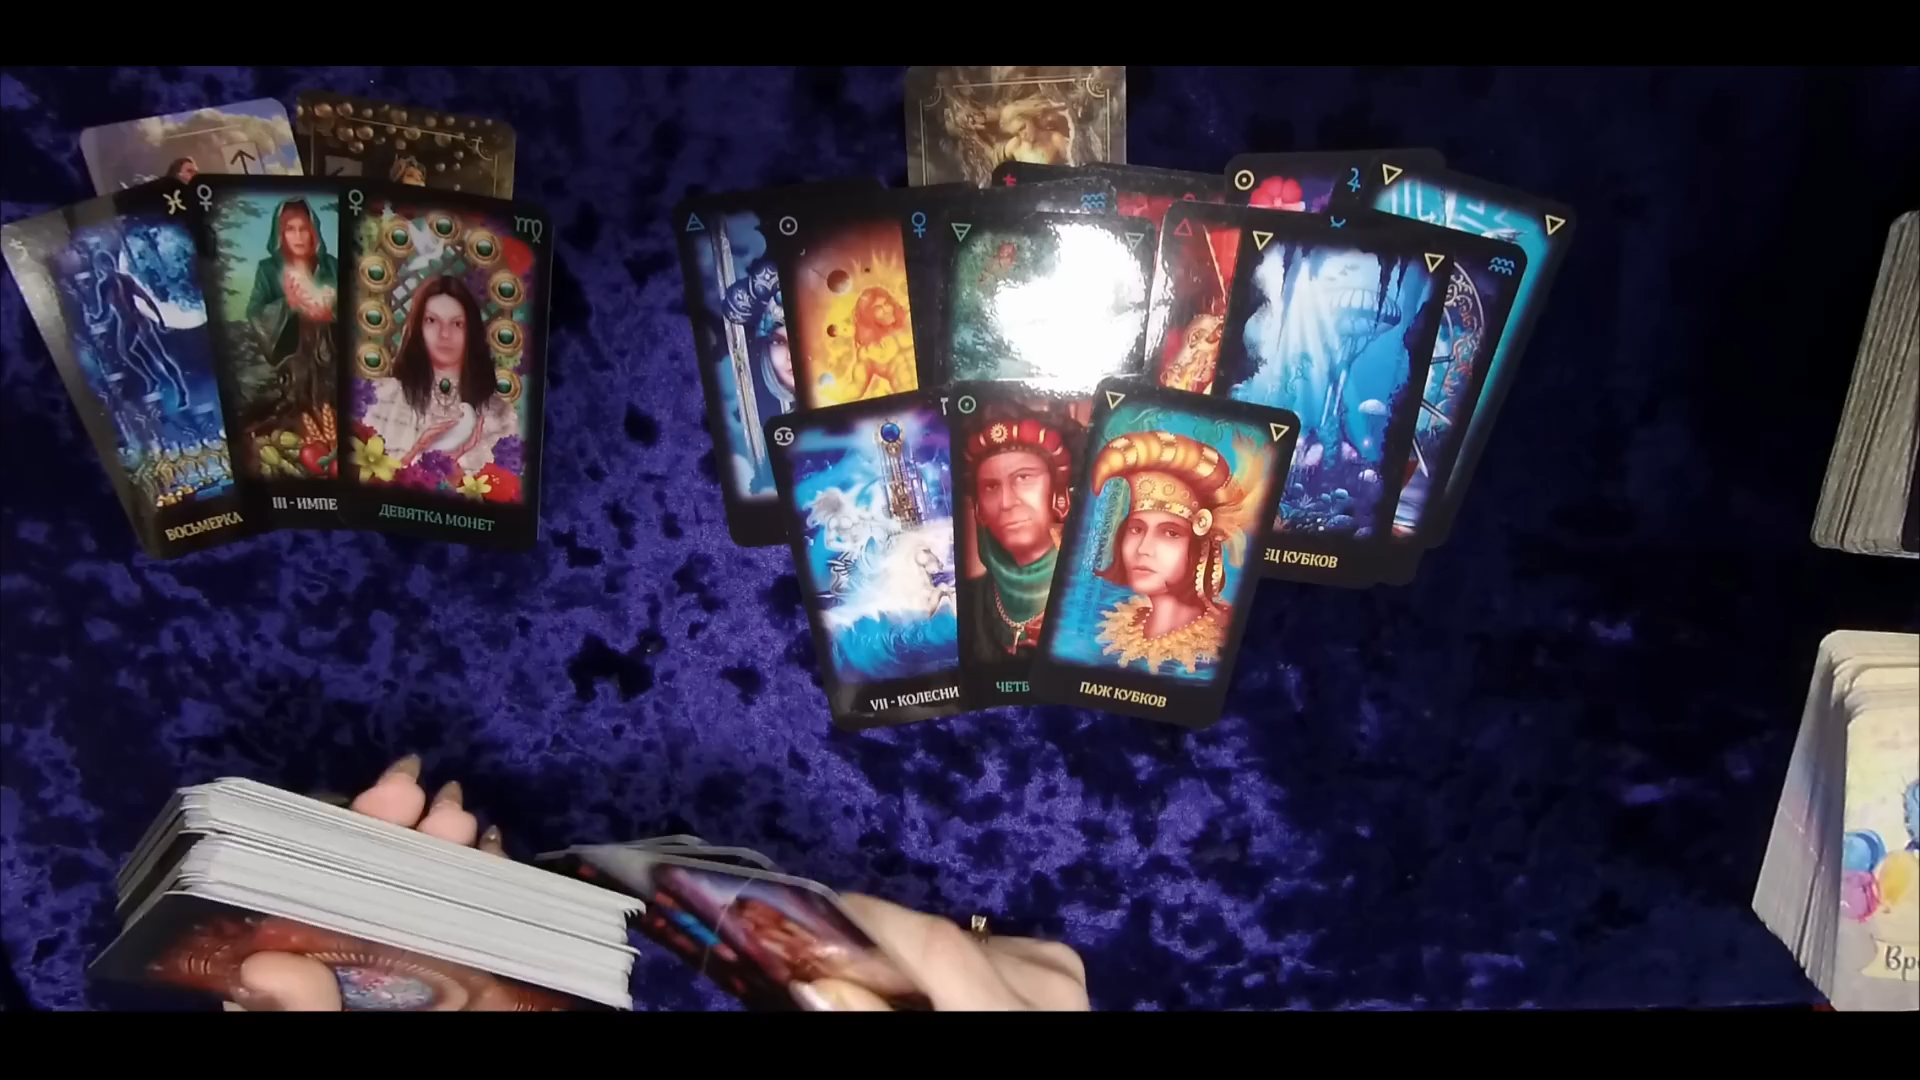 ВОСЬМЕРКА
III - ИМПЕ
ДЕВЯТКА МОНЕТ
ЕЦ КУБКОВ
VII - КОЛЕСНИ
ЧЕТВ
ПАЖ КУБКОВ
Вр